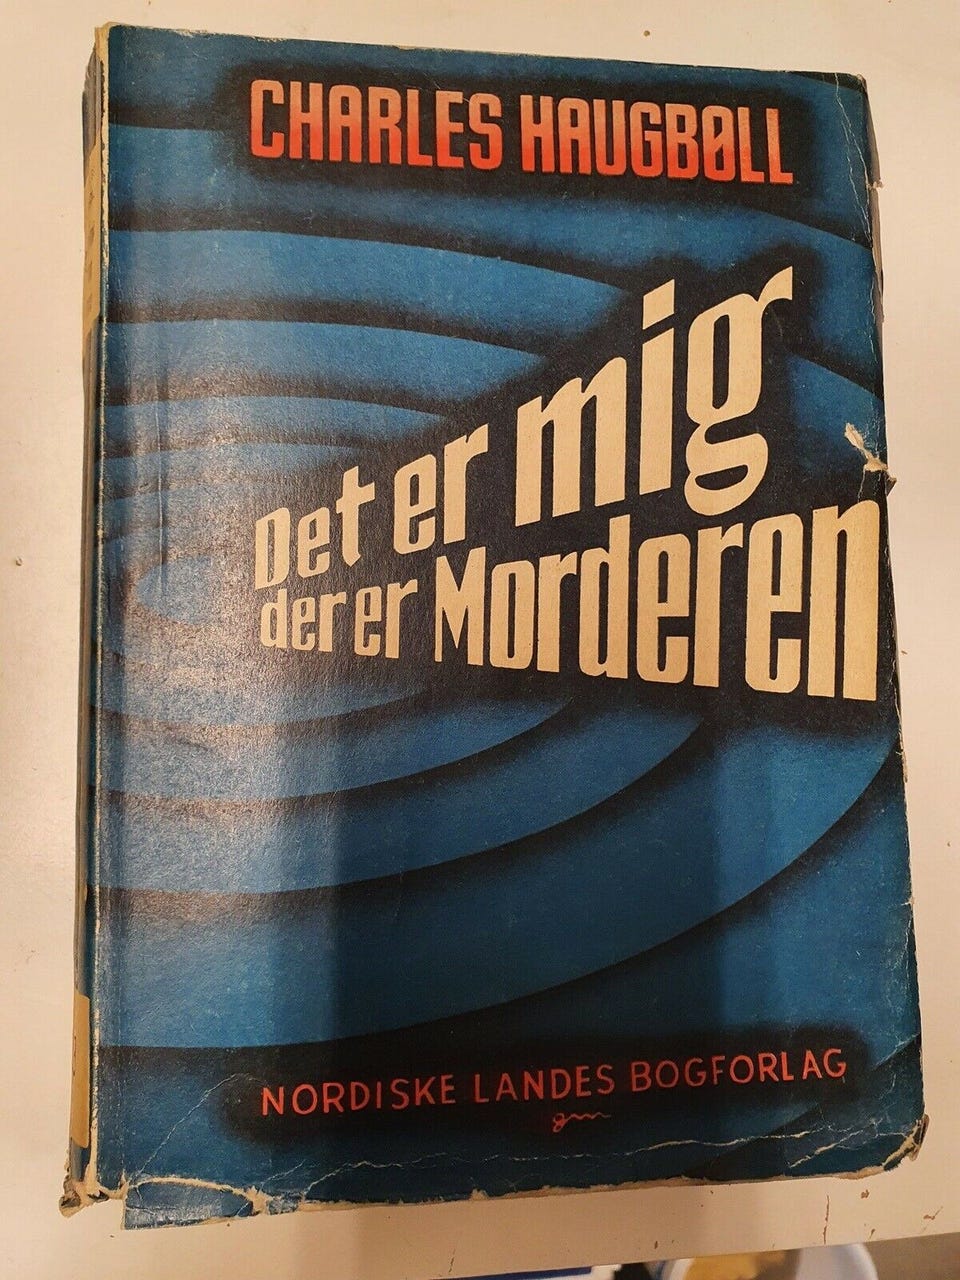 CHARLES HAUGBØLL
Det er mig
der er Morderen
NORDISKE LANDES BOGFORLAG